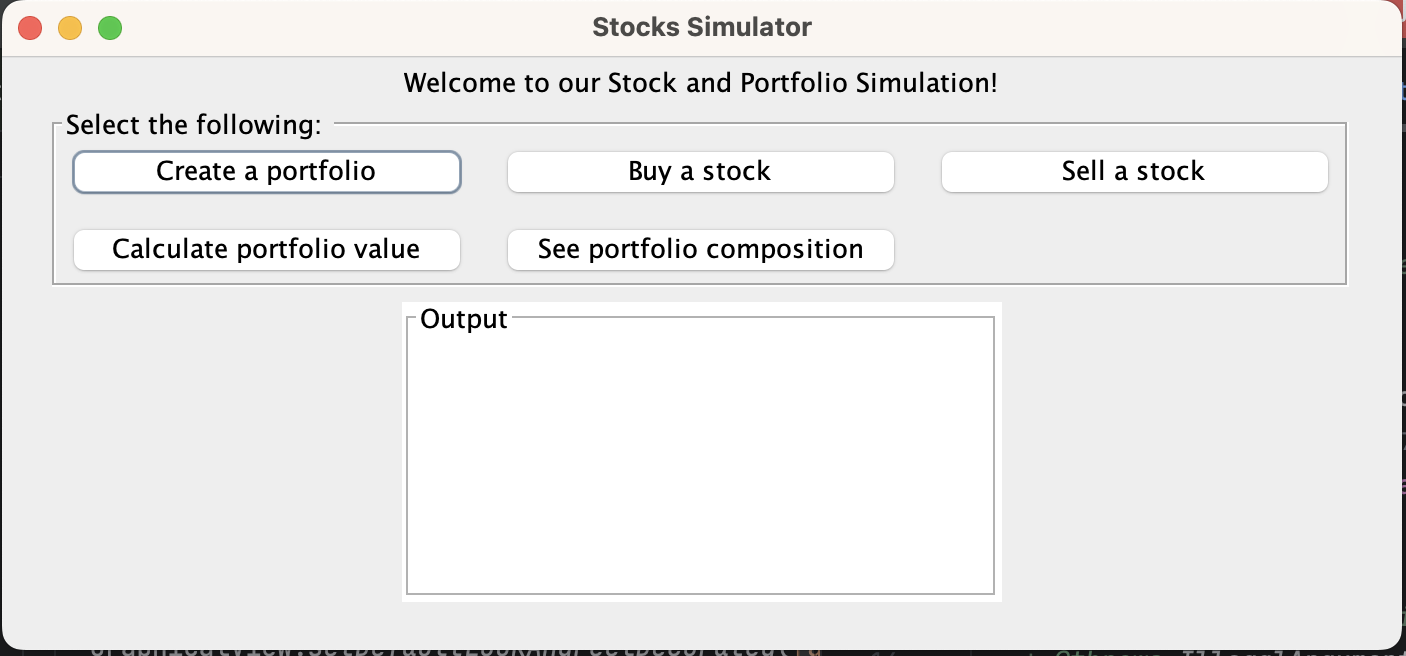 Stocks Simulator
Welcome to our Stock and Portfolio Simulation!
Select the following:
Create a portfolio
Buy a stock
Sell a stock
Calculate portfolio value
See portfolio composition
Output